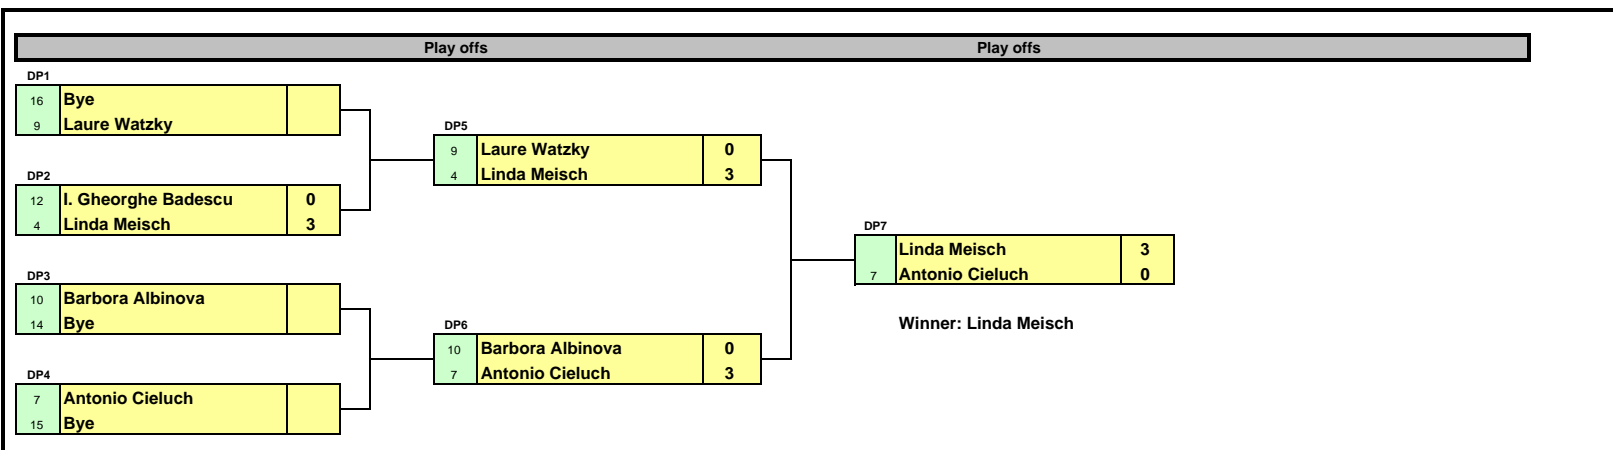 Play offs Play offs
DP1
16 Bye
9 Laure Watzky
DP2
12 I. Gheorghe Badescu 0
4 Linda Meisch 3
DP3
10 Barbora Albinova
14 Bye
DP4
7 Antonio Cieluch
15 Bye
DP5
9 Laure Watzky 0
4 Linda Meisch 3
DP6
10 Barbora Albinova 0
7 Antonio Cieluch 3
DP7
Linda Meisch 3
7 Antonio Cieluch 0
Winner: Linda Meisch